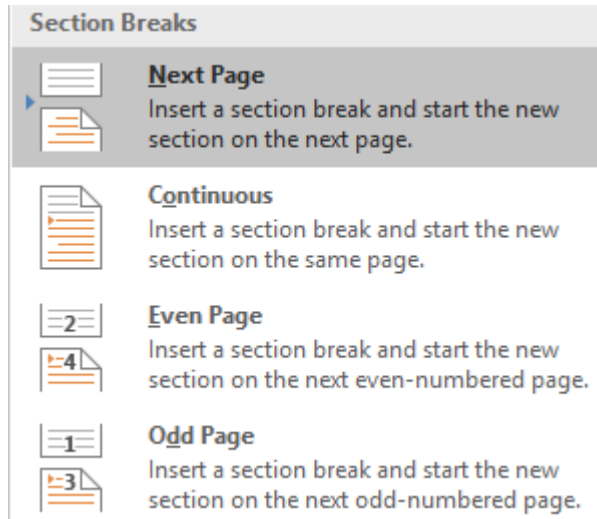 Section Breaks
Next Page
Insert a section break and start the new
section on the next page.
Continuous
Insert a section break and start the new
section on the same page.
2
Even Page
4
Insert a section break and start the new
section on the next even-numbered page.
1
Odd Page
3
Insert a section break and start the new
section on the next odd-numbered page.